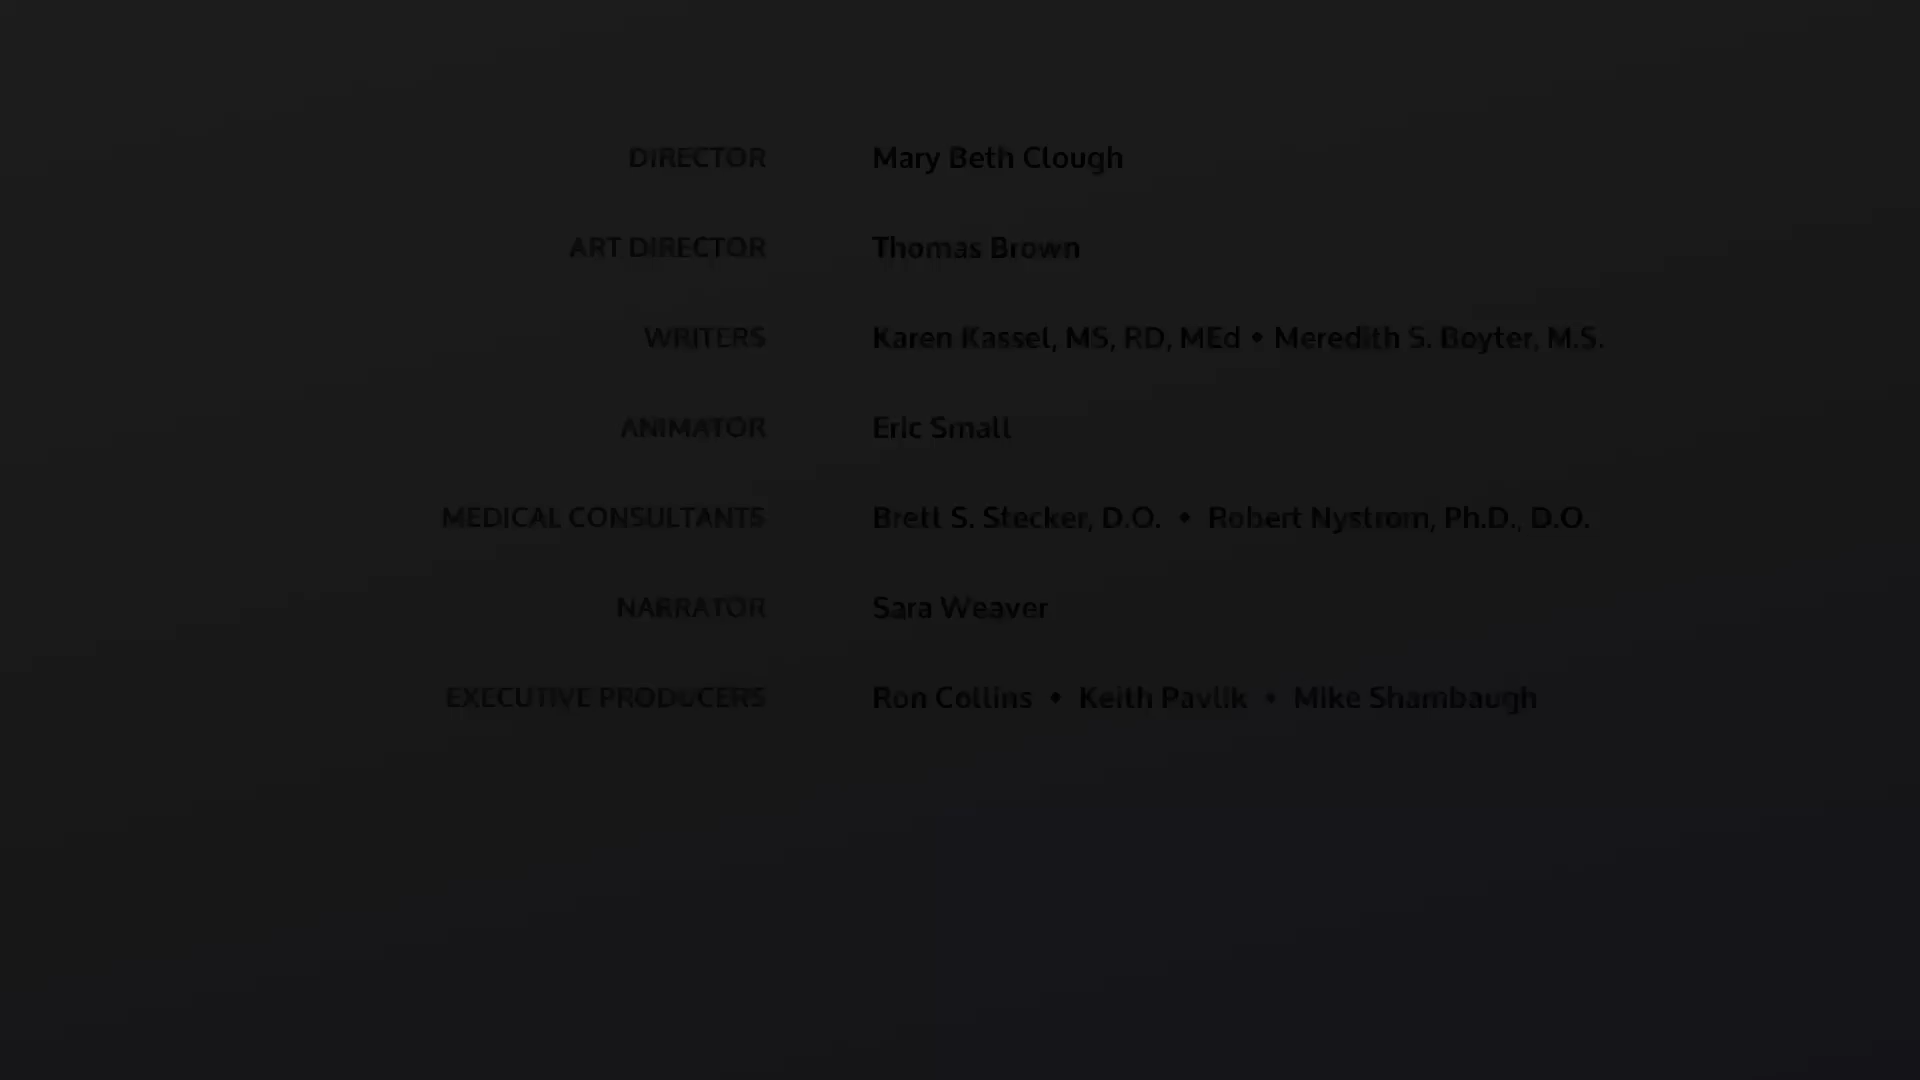 DIRECTOR Mary Beth Clough
ART DIRECTOR Thomas Brown
WRITERS Karen Kassel, MS, RD, MEd • Meredith S. Boyter, M.S.
ANIMATOR Eric Small
MEDICAL CONSULTANTS Brett S. Stecker, D.O. • Robert Nystrom, Ph.D., D.O.
NARRATOR Sara Weaver
EXECUTIVE PRODUCERS Ron Collins • Keith Pavlik • Mike Shambaugh